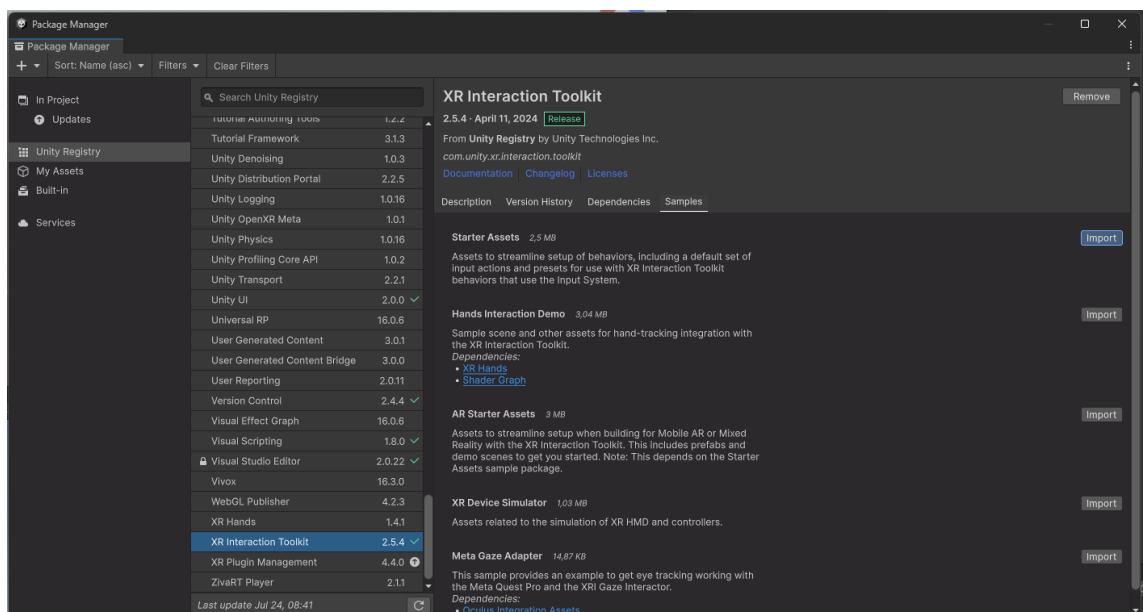 Package Manager
Package Manager
+ Sort: Name (asc) Filters Clear Filters
In Project
Updates
Unity Registry
My Assets
Built-in
Services
Search Unity Registry
Tutorial Authoring Tools 1.2.2
Tutorial Framework 3.1.3
Unity Denoising 1.0.3
Unity Distribution Portal 2.2.5
Unity Logging 1.0.16
Unity OpenXR Meta 1.0.1
Unity Physics 1.0.16
Unity Profiling Core API 1.0.2
Unity Transport 2.2.1
Unity UI 2.0.0
Universal RP 16.0.6
User Generated Content 3.0.1
User Generated Content Bridge 3.0.0
User Reporting 2.0.11
Version Control 2.4.4
Visual Effect Graph 16.0.6
Visual Scripting 1.8.0
Visual Studio Editor 2.0.22
Vivox 16.3.0
WebGL Publisher 4.2.3
XR Hands 1.4.1
XR Interaction Toolkit 2.5.4
XR Plugin Management 4.4.0
ZivaRT Player 2.1.1
Last update Jul 24, 08:41
XR Interaction Toolkit Remove
2.5.4 · April 11, 2024 Release
From Unity Registry by Unity Technologies Inc.
com.unity.xr.interaction.toolkit
Documentation Changelog Licenses
Description Version History Dependencies Samples
Starter Assets 2,5 MB Import
Assets to streamline setup of behaviors, including a default set of
input actions and presets for use with XR Interaction Toolkit
behaviors that use the Input System.
Hands Interaction Demo 3,04 MB Import
Sample scene and other assets for hand-tracking integration with
the XR Interaction Toolkit.
Dependencies:
• XR Hands
• Shader Graph
AR Starter Assets 3 MB Import
Assets to streamline setup when building for Mobile AR or Mixed
Reality with the XR Interaction Toolkit. This includes prefabs and
demo scenes to get you started. Note: This depends on the Starter
Assets sample package.
XR Device Simulator 1,03 MB Import
Assets related to the simulation of XR HMD and controllers.
Meta Gaze Adapter 14,87 KB Import
This sample provides an example to get eye tracking working with
the Meta Quest Pro and the XRI Gaze Interactor.
Dependencies:
• Oculus Integration Assets